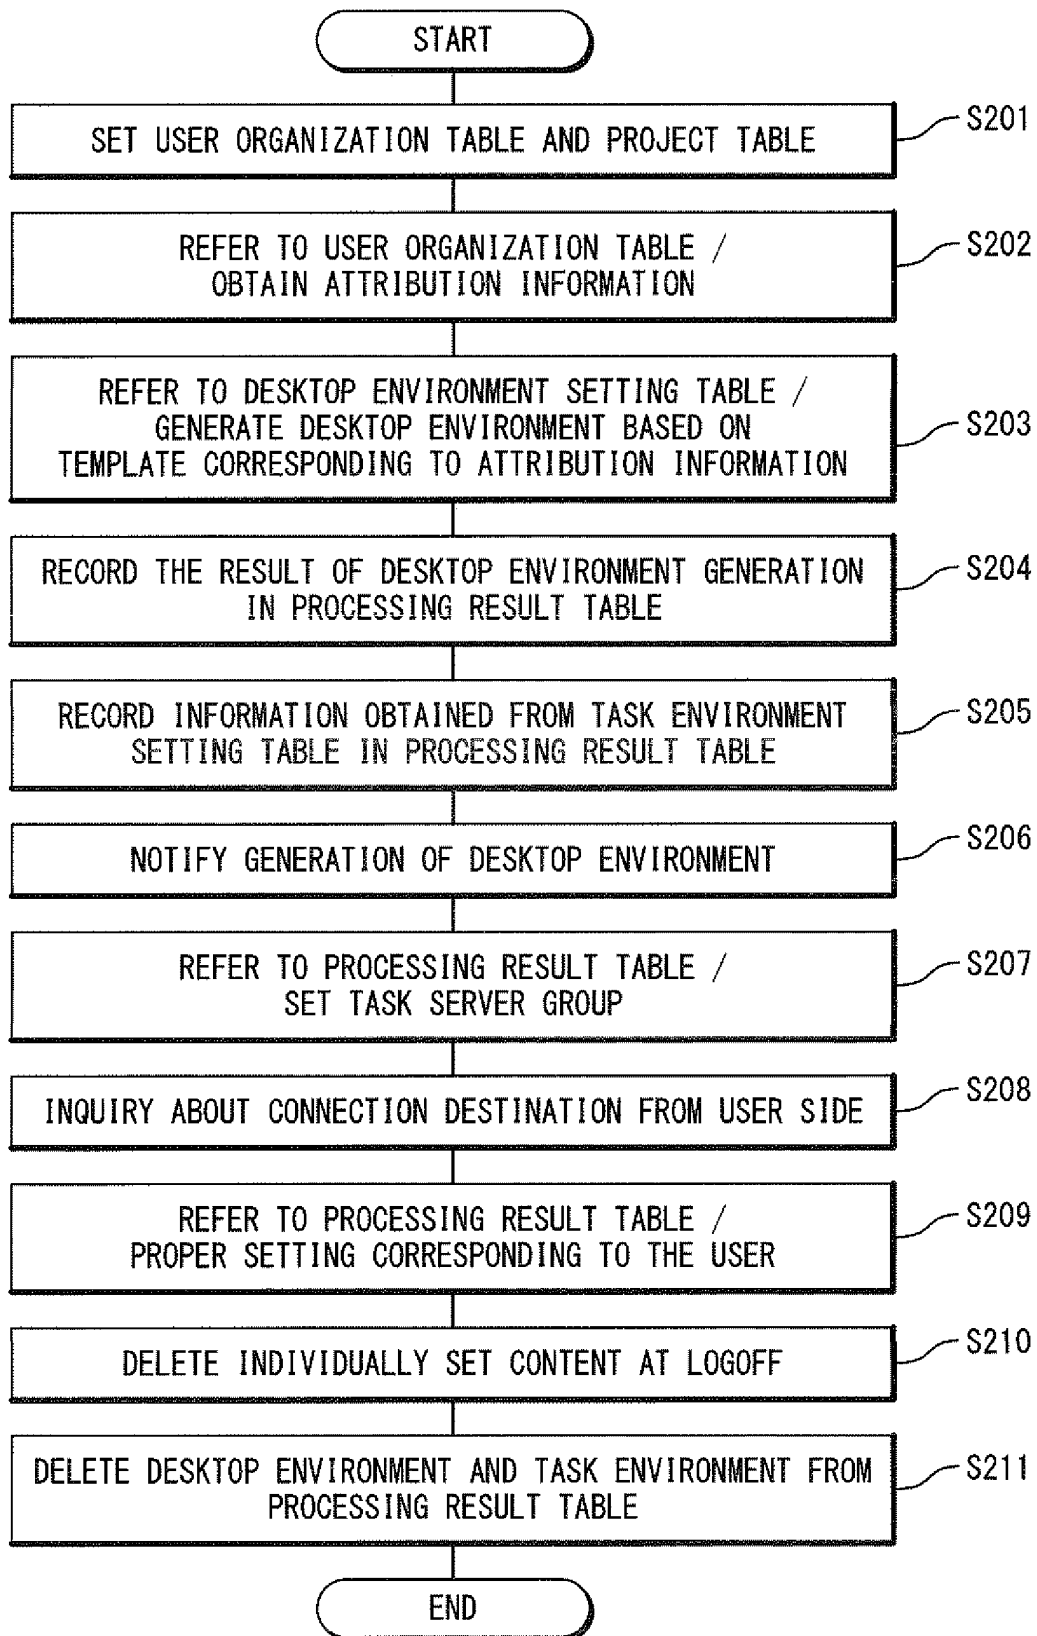 START
SET USER ORGANIZATION TABLE AND PROJECT TABLE
S201
REFER TO USER ORGANIZATION TABLE /
OBTAIN ATTRIBUTION INFORMATION
S202
REFER TO DESKTOP ENVIRONMENT SETTING TABLE /
GENERATE DESKTOP ENVIRONMENT BASED ON
TEMPLATE CORRESPONDING TO ATTRIBUTION INFORMATION
S203
RECORD THE RESULT OF DESKTOP ENVIRONMENT GENERATION
IN PROCESSING RESULT TABLE
S204
RECORD INFORMATION OBTAINED FROM TASK ENVIRONMENT
SETTING TABLE IN PROCESSING RESULT TABLE
S205
NOTIFY GENERATION OF DESKTOP ENVIRONMENT
S206
REFER TO PROCESSING RESULT TABLE /
SET TASK SERVER GROUP
S207
INQUIRY ABOUT CONNECTION DESTINATION FROM USER SIDE
S208
REFER TO PROCESSING RESULT TABLE /
PROPER SETTING CORRESPONDING TO THE USER
S209
DELETE INDIVIDUALLY SET CONTENT AT LOGOFF
S210
DELETE DESKTOP ENVIRONMENT AND TASK ENVIRONMENT FROM
PROCESSING RESULT TABLE
S211
END